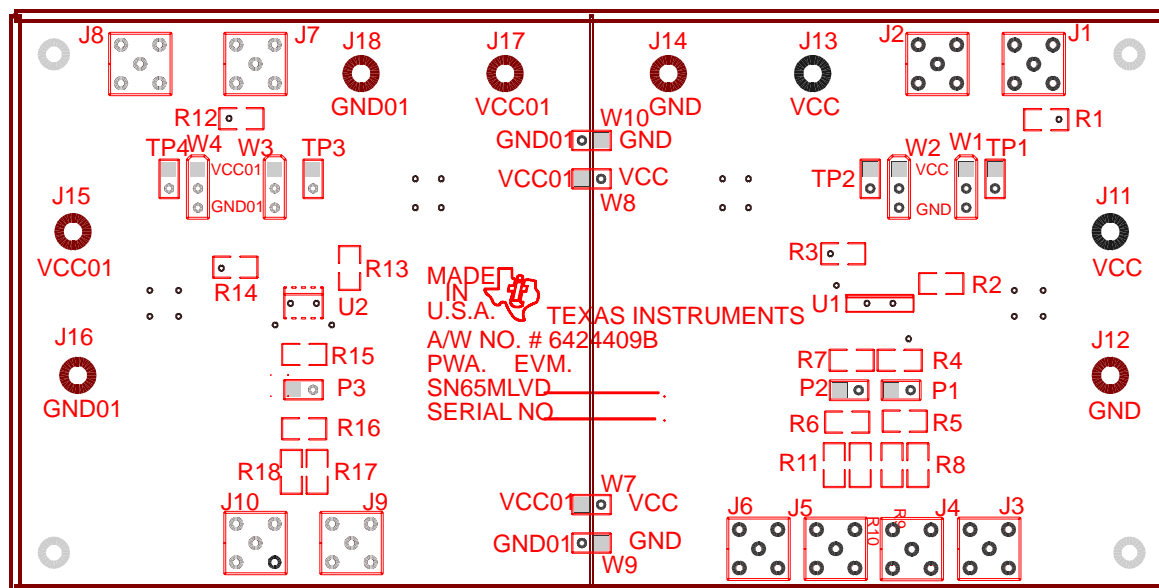 J8
J7
J18
J17
J14
J13
J2
J1
GND01
VCC01
GND
VCC
R12
R1
W10
GND01
GND
TP4
W4
W3
TP3
W2
W1
TP1
VCC01
VCC01
VCC
TP2
VCC
GND01
W8
GND
J15
J11
VCC01
VCC
R3
R14
R13
R2
MADE
IN
U.S.A.
U2
U1
TEXAS INSTRUMENTS
J16
J12
A/W NO. # 6424409B
R15
R7
R4
PWA. EVM.
P3
SN65MLVD
P2
P1
GND01
GND
SERIAL NO
R16
R6
R5
R18
R17
R11
R8
J10
J9
W7
VCC01
VCC
J6
J5
R10
R9
J4
J3
GND01
GND
W9